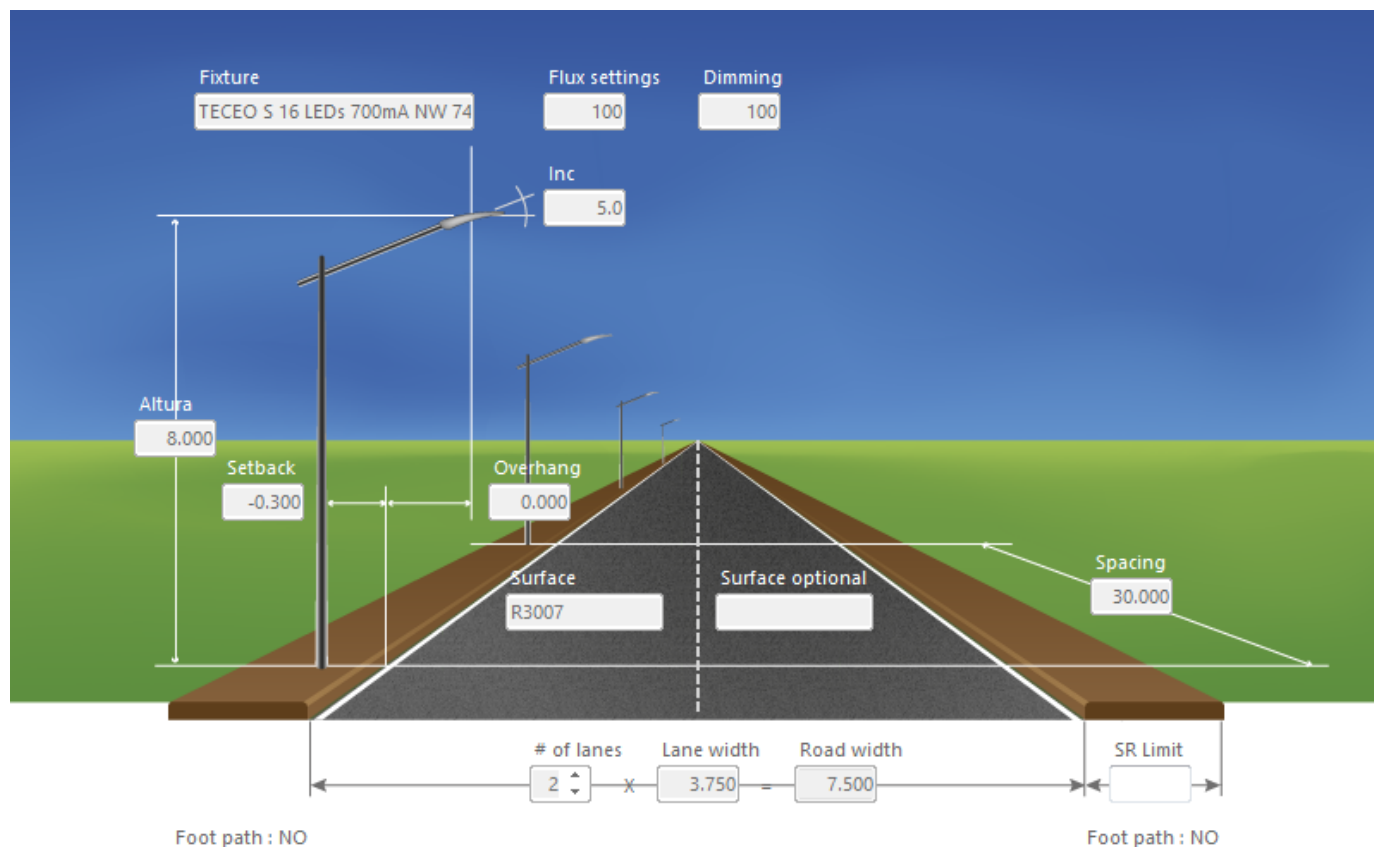 Fixture
Flux settings
Dimming
TECEO S 16 LEDs 700mA NW 74
100
100
Inc
5.0
Altura
8.000
Setback
-0.300
Overhang
0.000
Surface
R3007
Surface optional
Spacing
30.000
# of lanes
Lane width
Road width
SR Limit
2 x 3.750 = 7.500
Foot path : NO
Foot path : NO